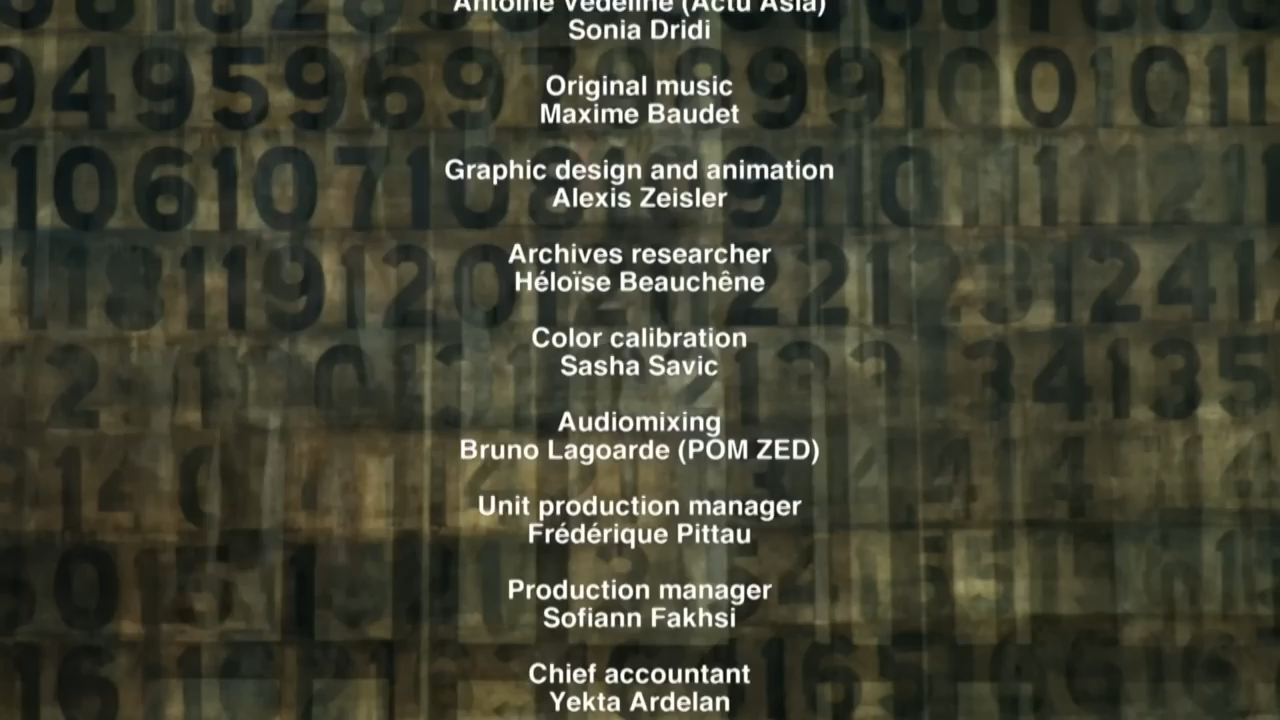 Antoine Vedeline (Actu Asia)
Sonia Dridi
Original music
Maxime Baudet
Graphic design and animation
Alexis Zeisler
Archives researcher
Héloïse Beauchêne
Color calibration
Sasha Savic
Audiomixing
Bruno Lagoarde (POM ZED)
Unit production manager
Frédérique Pittau
Production manager
Sofiann Fakhsi
Chief accountant
Yekta Ardelan